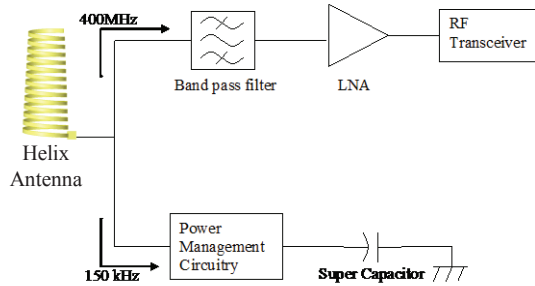 400MHz
Band pass filter
LNA
RF
Transceiver
Helix
Antenna
150 kHz
Power
Management
Circuitry
Super Capacitor